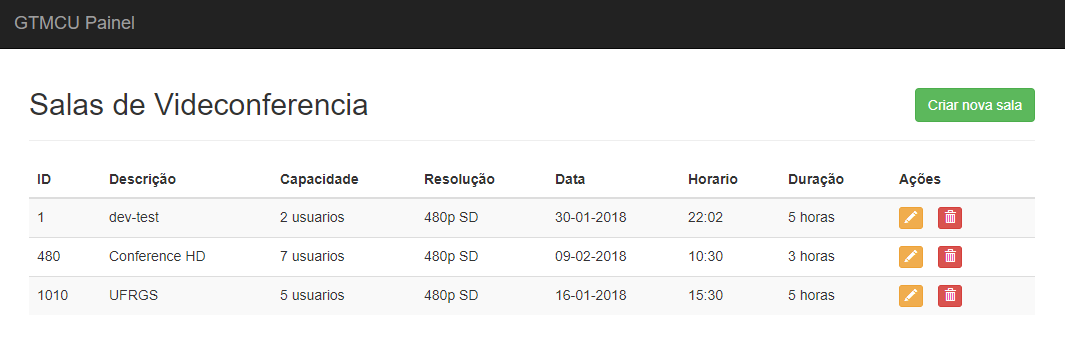 GTMCU Painel
Salas de Videconferencia
Criar nova sala
ID Descrição Capacidade Resolução Data Horario Duração Ações
1 dev-test 2 usuarios 480p SD 30-01-2018 22:02 5 horas
480 Conference HD 7 usuarios 480p SD 09-02-2018 10:30 3 horas
1010 UFRGS 5 usuarios 480p SD 16-01-2018 15:30 5 horas